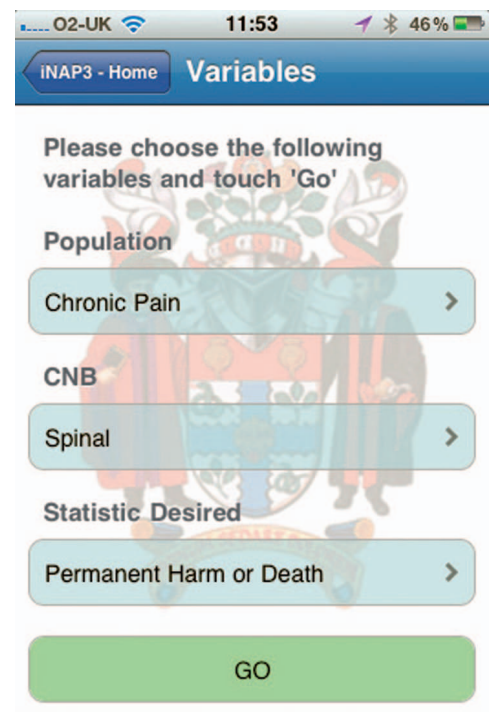 O2-UK 11:53 46%
iNAP3 - Home Variables
Please choose the following
variables and touch 'Go'
Population
Chronic Pain
CNB
Spinal
Statistic Desired
Permanent Harm or Death
GO